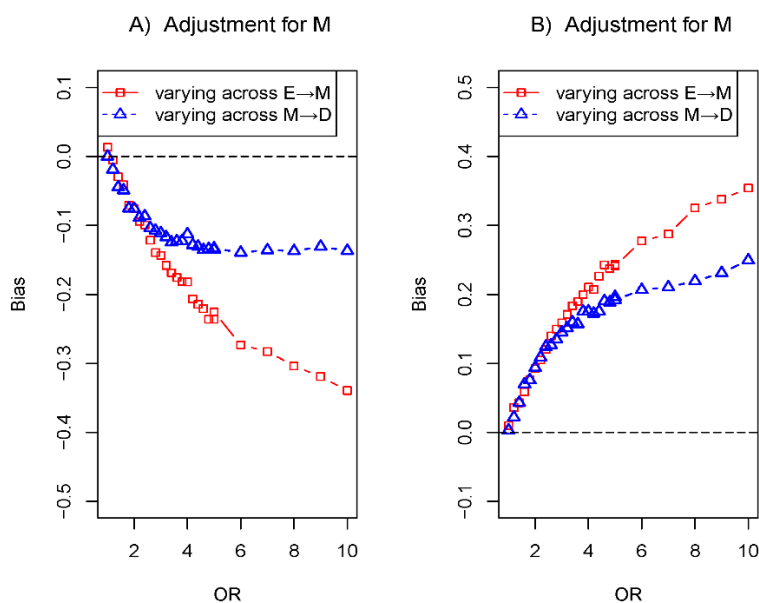 A) Adjustment for M
0.1
0.0
−0.1
−0.2
−0.3
−0.4
−0.5
Bias
varying across E→M
varying across M→D
2 4 6 8 10
OR
B) Adjustment for M
0.5
0.4
0.3
0.2
0.1
0.0
−0.1
Bias
varying across E→M
varying across M→D
2 4 6 8 10
OR